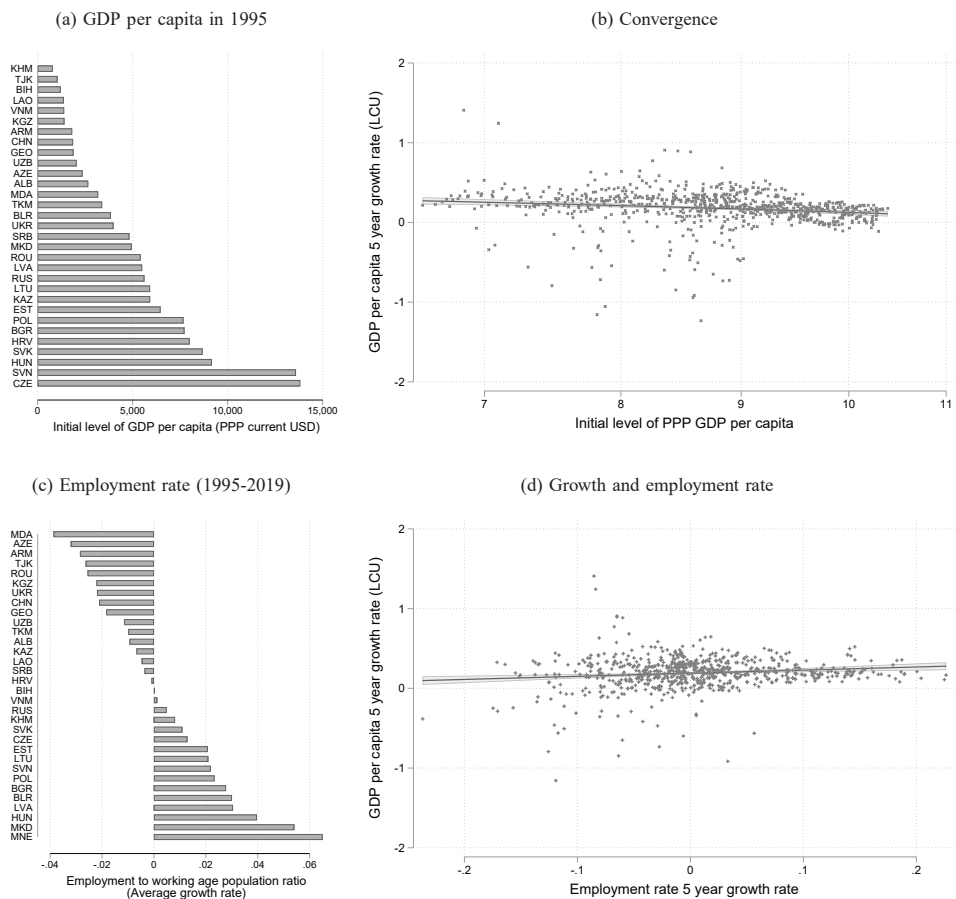 (a) GDP per capita in 1995
KHM
TJK
BIH
LAO
VNM
KGZ
ARM
CHN
GEO
UZB
AZE
ALB
MDA
TKM
BLR
UKR
SRB
MKD
ROU
LVA
RUS
LTU
KAZ
EST
POL
BGR
HRV
SVK
HUN
SVN
CZE
0 5,000 10,000 15,000
Initial level of GDP per capita (PPP current USD)
(b) Convergence
GDP per capita 5 year growth rate (LCU)
2
1
0
-1
-2
7 8 9 10 11
Initial level of PPP GDP per capita
(c) Employment rate (1995-2019)
MDA
AZE
ARM
TJK
ROU
KGZ
UKR
CHN
GEO
UZB
TKM
ALB
KAZ
LAO
SRB
HRV
BIH
VNM
RUS
KHM
SVK
CZE
EST
LTU
SVN
POL
BGR
BLR
LVA
HUN
MKD
MNE
-.04 -.02 0 .02 .04 .06
Employment to working age population ratio
(Average growth rate)
(d) Growth and employment rate
GDP per capita 5 year growth rate (LCU)
2
1
0
-1
-2
-.2 -.1 0 .1 .2
Employment rate 5 year growth rate